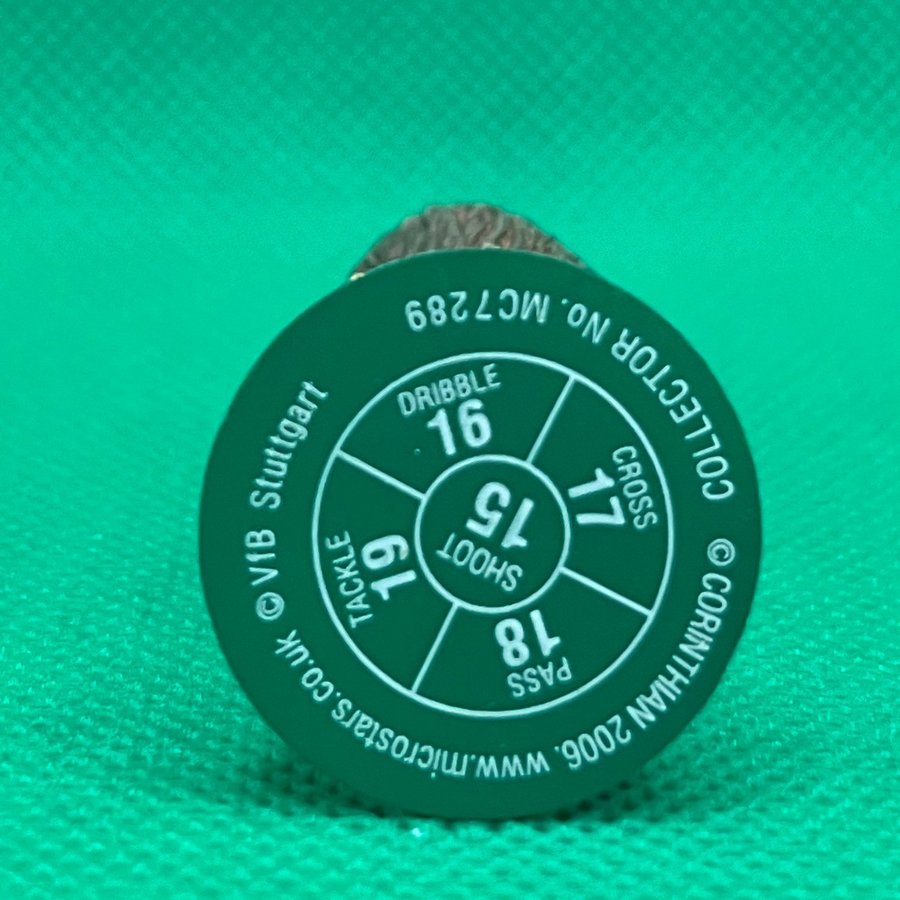 COLLECTOR No. MC7289
© VfB Stuttgart
© CORINTHIAN 2006. www.microstars.co.uk
DRIBBLE
16
CROSS
17
PASS
18
TACKLE
19
SHOOT
15